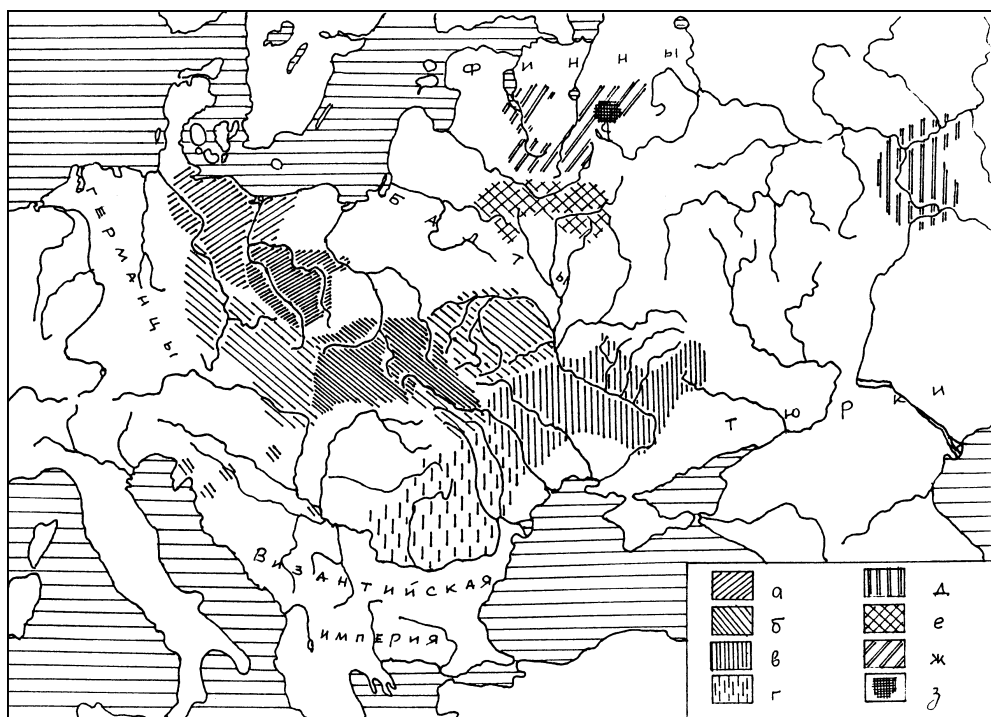 ФИННЫ
БАЛТЫ
ГЕРМАНЦЫ
ТЮРКИ
ВИЗАНТИЙСКАЯ
ИМПЕРИЯ
а
б
в
г
д
е
ж
з